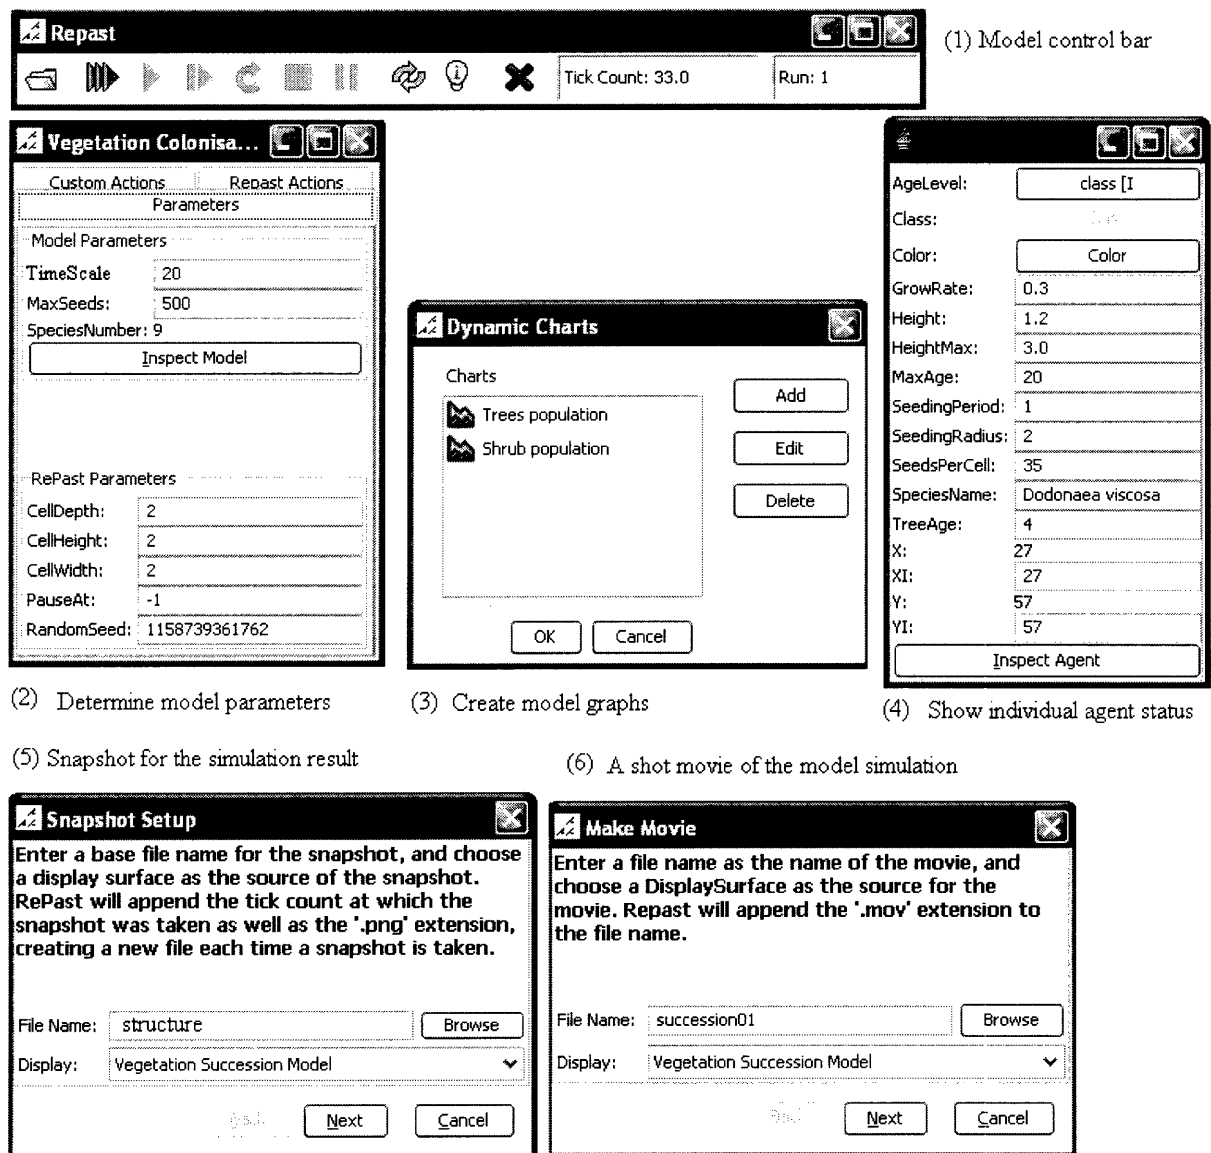 Repast
(1) Model control bar
Tick Count: 33.0
Run: 1
Vegetation Colonisa...
Custom Actions
Repast Actions
Parameters
Model Parameters
TimeScale 20
MaxSeeds: 500
SpeciesNumber: 9
Inspect Model
RePast Parameters
CellDepth: 2
CellHeight: 2
CellWidth: 2
PauseAt: -1
RandomSeed: 1158739361762
(2) Determine model parameters
Dynamic Charts
Charts
Trees population
Shrub population
Add
Edit
Delete
OK
Cancel
(3) Create model graphs
AgeLevel: class [I
Class:
Color: Color
GrowRate: 0.3
Height: 1.2
HeightMax: 3.0
MaxAge: 20
SeedingPeriod: 1
SeedingRadius: 2
SeedsPerCell: 35
SpeciesName: Dodonaea viscosa
TreeAge: 4
X: 27
XI: 27
Y: 57
YI: 57
Inspect Agent
(4) Show individual agent status
(5) Snapshot for the simulation result
Snapshot Setup
Enter a base file name for the snapshot, and choose
a display surface as the source of the snapshot.
RePast will append the tick count at which the
snapshot was taken as well as the '.png' extension,
creating a new file each time a snapshot is taken.
File Name: structure
Browse
Display: Vegetation Succession Model
Next
Cancel
(6) A shot movie of the model simulation
Make Movie
Enter a file name as the name of the movie, and
choose a DisplaySurface as the source for the
movie. Repast will append the '.mov' extension to
the file name.
File Name: succession01
Browse
Display: Vegetation Succession Model
Next
Cancel